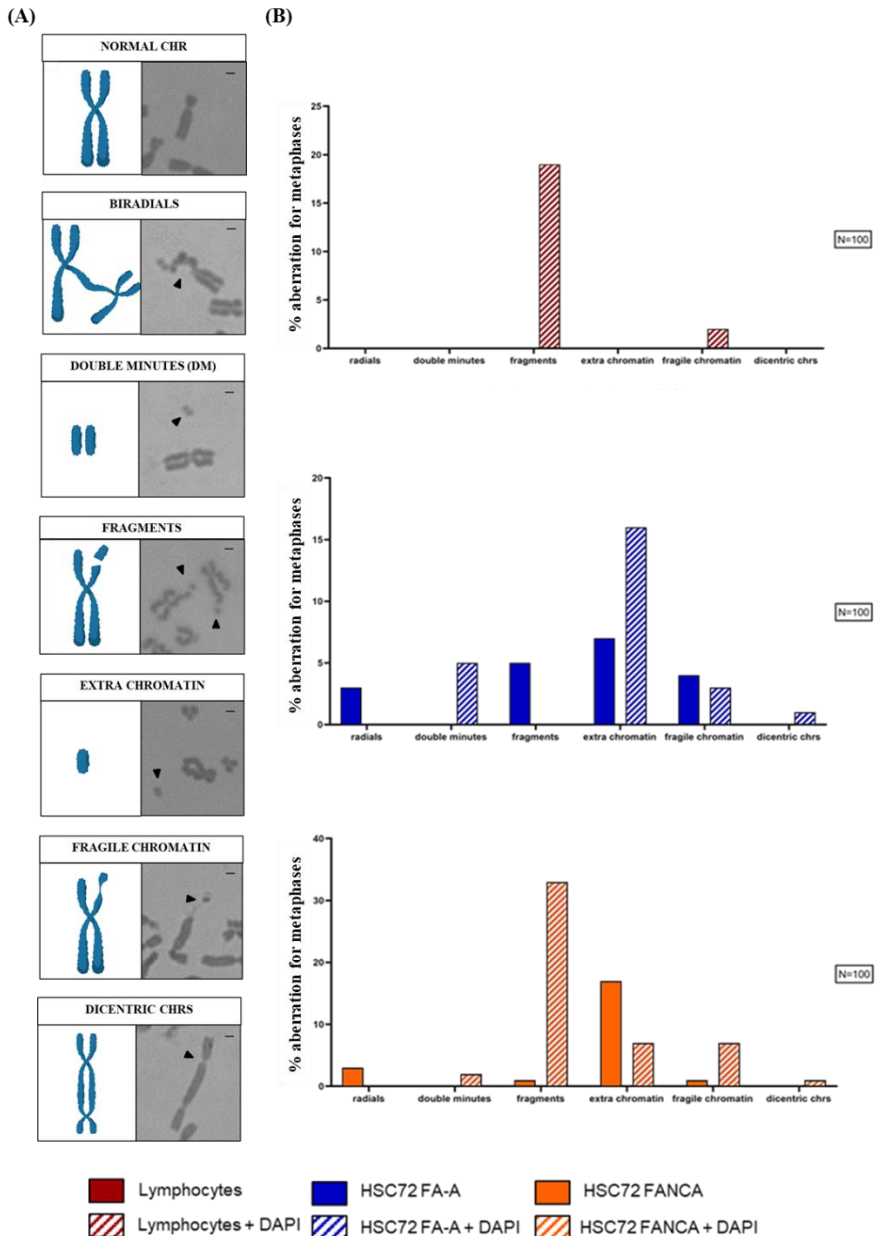 (A)
NORMAL CHR
BIRADIALS
DOUBLE MINUTES (DM)
FRAGMENTS
EXTRA CHROMATIN
FRAGILE CHROMATIN
DICENTRIC CHRS
(B)
% aberration for metaphases
25
20
15
10
5
0
radials double minutes fragments extra chromatin fragile chromatin dicentric chrs
N=100
% aberration for metaphases
20
15
10
5
0
radials double minutes fragments extra chromatin fragile chromatin dicentric chrs
N=100
% aberration for metaphases
40
30
20
10
0
radials double minutes fragments extra chromatin fragile chromatin dicentric chrs
N=100
Lymphocytes HSC72 FA-A HSC72 FANCA
Lymphocytes + DAPI HSC72 FA-A + DAPI HSC72 FANCA + DAPI